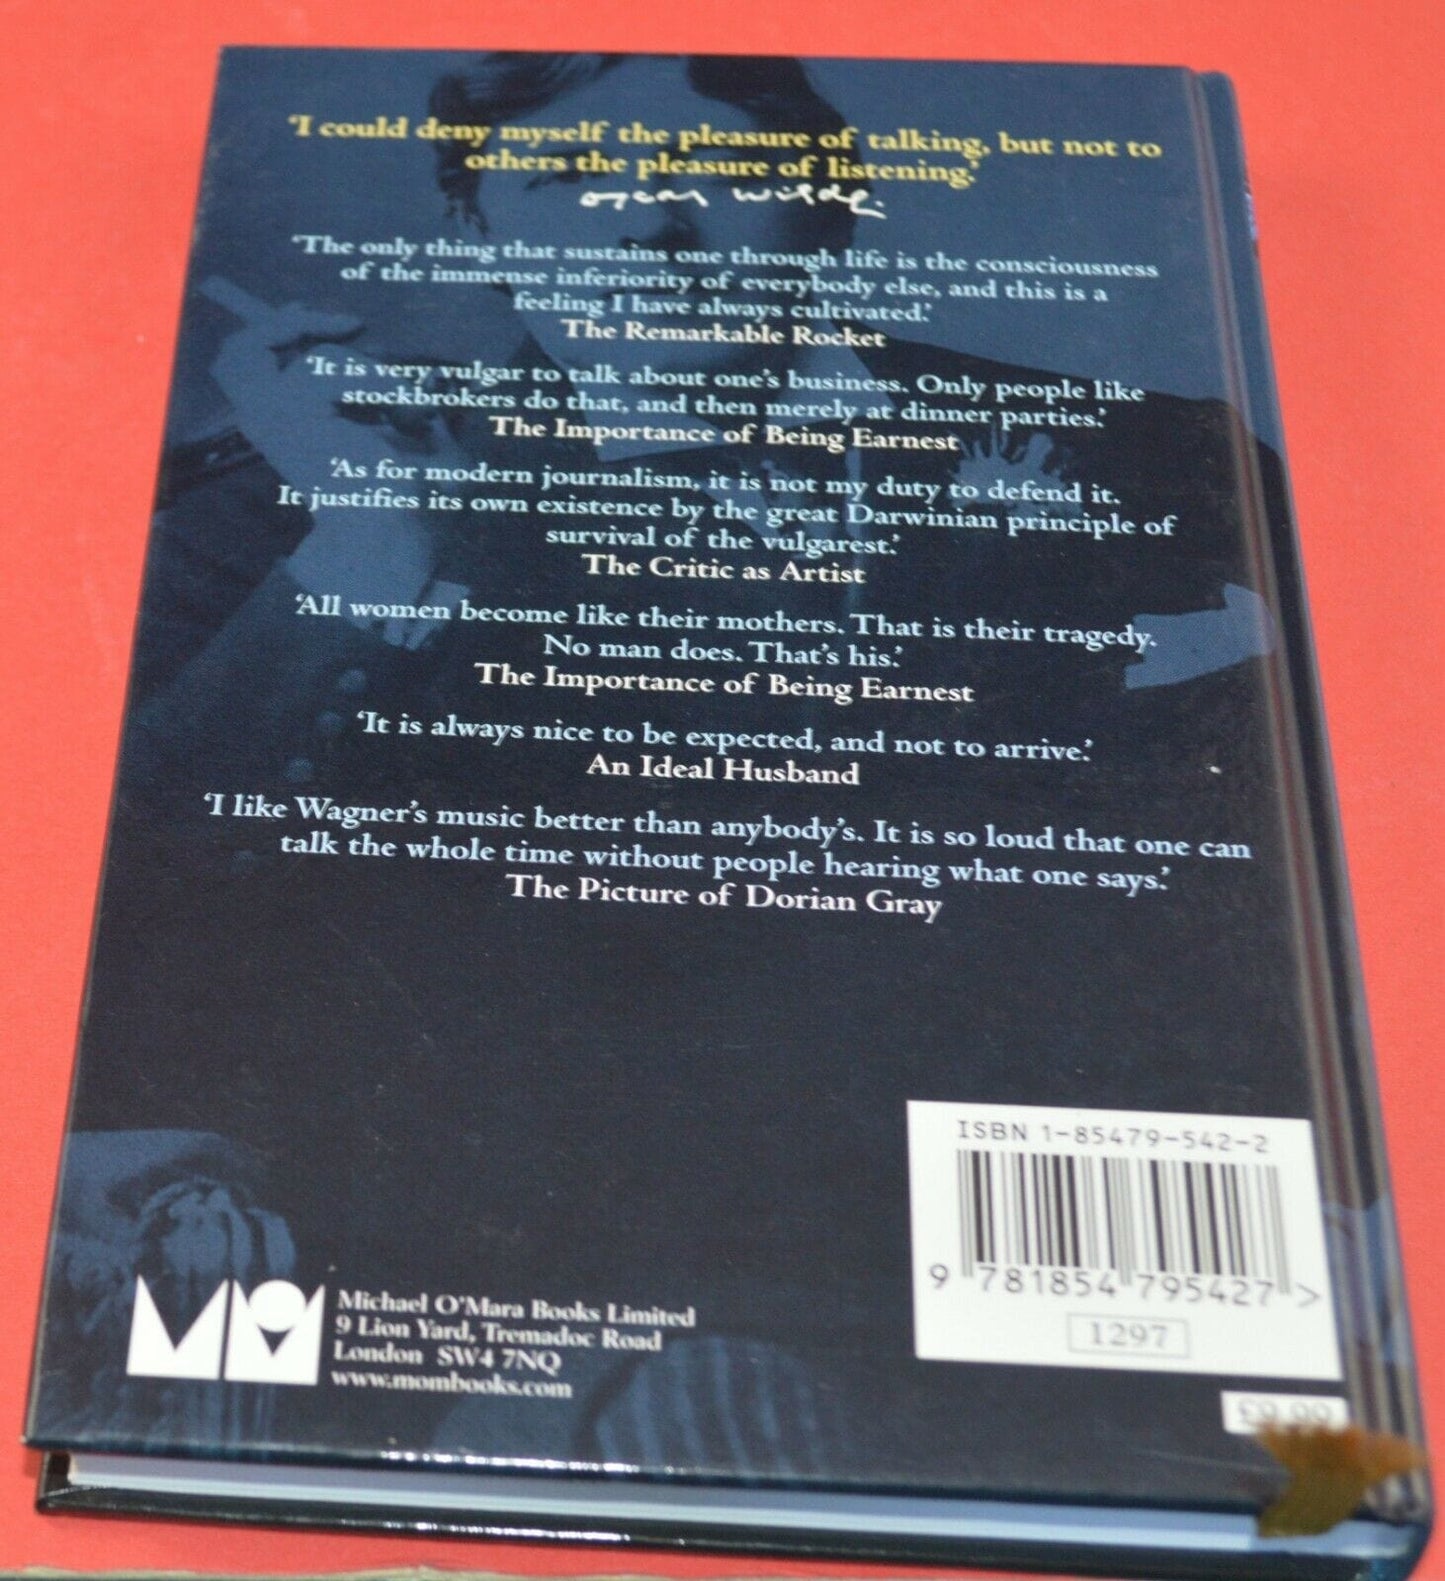 ‘I could deny myself the pleasure of talking, but not to
others the pleasure of listening.’
oscar wilde.
‘The only thing that sustains one through life is the consciousness
of the immense inferiority of everybody else, and this is a
feeling I have always cultivated.’
The Remarkable Rocket
‘It is very vulgar to talk about one’s business. Only people like
stockbrokers do that, and then merely at dinner parties.’
The Importance of Being Earnest
‘As for modern journalism, it is not my duty to defend it.
It justifies its own existence by the great Darwinian principle of
survival of the vulgarest.’
The Critic as Artist
‘All women become like their mothers. That is their tragedy.
No man does. That’s his.’
The Importance of Being Earnest
‘It is always nice to be expected, and not to arrive.’
An Ideal Husband
‘I like Wagner’s music better than anybody’s. It is so loud that one can
talk the whole time without people hearing what one says.’
The Picture of Dorian Gray
ISBN 1-85479-542-2
9 781854 795427 >
1297
Michael O’Mara Books Limited
9 Lion Yard, Tremadoc Road
London SW4 7NQ
www.mombooks.com